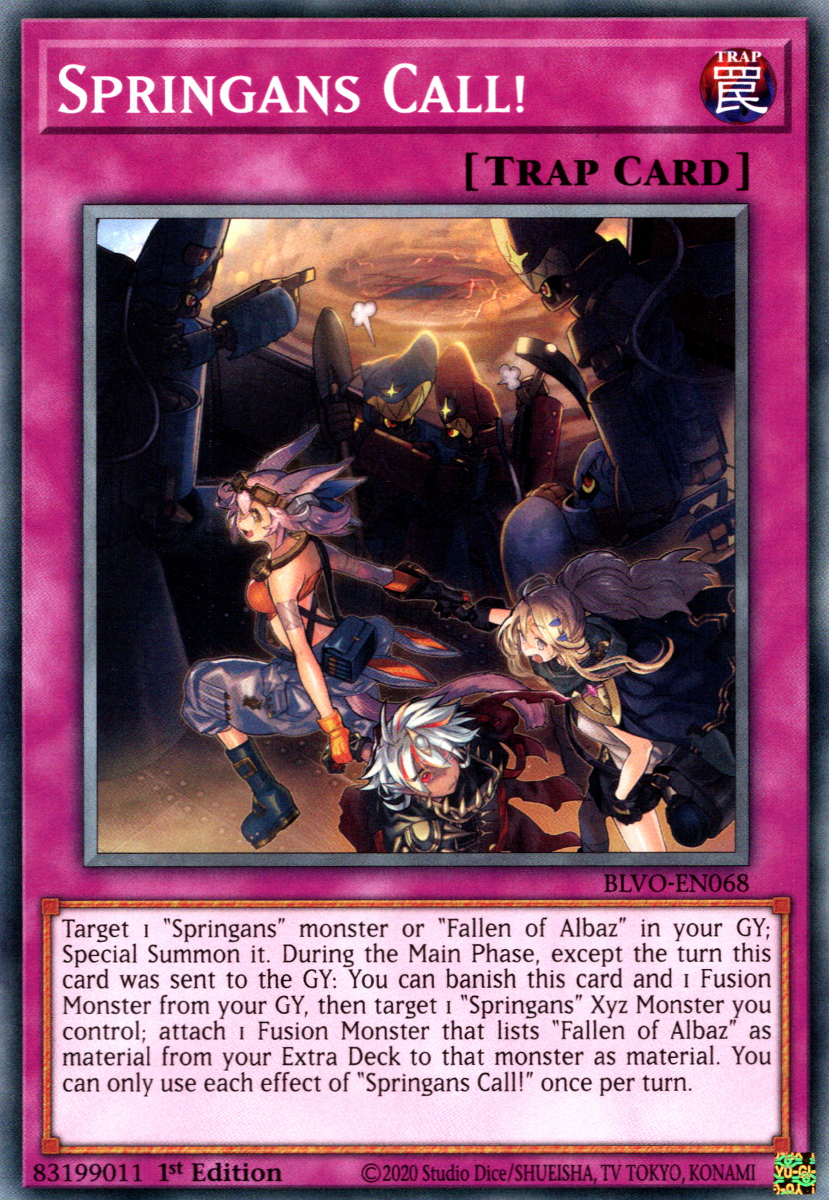 Springans Call!
TRAP
罠
[Trap Card]
BLVO-EN068
Target 1 "Springans" monster or "Fallen of Albaz" in your GY;
Special Summon it. During the Main Phase, except the turn this
card was sent to the GY: You can banish this card and 1 Fusion
Monster from your GY, then target 1 "Springans" Xyz Monster you
control; attach 1 Fusion Monster that lists "Fallen of Albaz" as
material from your Extra Deck to that monster as material. You
can only use each effect of "Springans Call!" once per turn.
83199011 1st Edition ©2020 Studio Dice/SHUEISHA, TV TOKYO, KONAMI